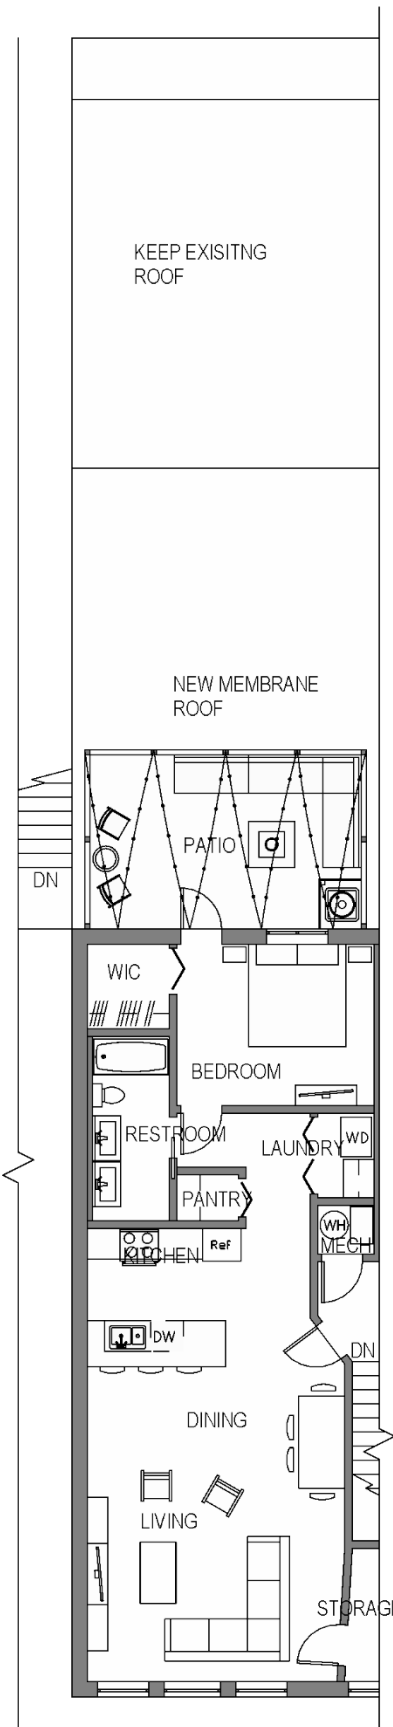 KEEP EXISITNG
ROOF
NEW MEMBRANE
ROOF
PATIO
DN
WIC
BEDROOM
RESTROOM
LAUNDRY
WD
PANTRY
WH
MECH
KITCHEN
Ref
DW
DN
DINING
LIVING
STORAG